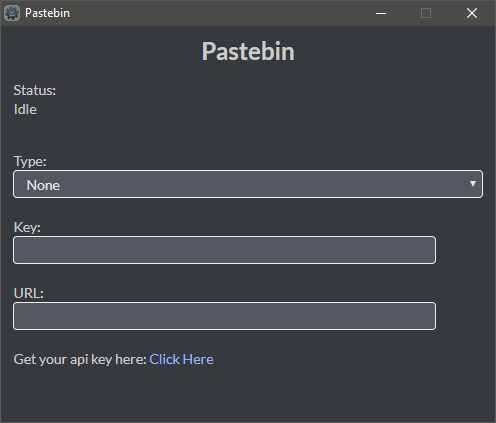 Pastebin
Pastebin
Status:
Idle
Type:
None
Key:
URL:
Get your api key here: Click Here